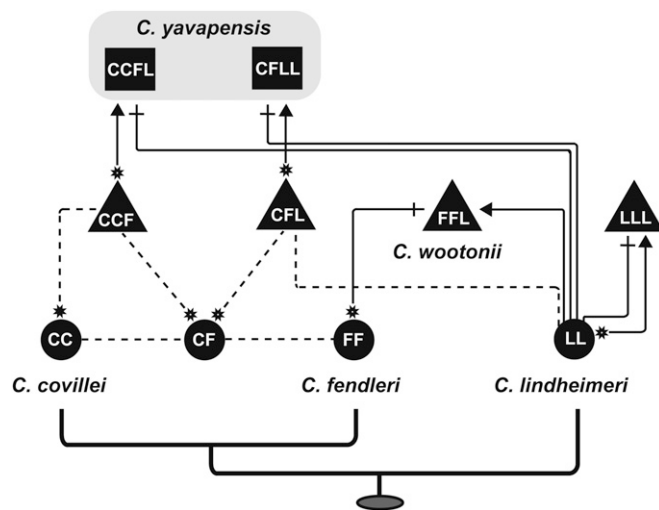 C. yavapensis
CCFL CFLL
CCF CFL FFL LLL
C. wootonii
CC CF FF LL
C. covillei C. fendleri C. lindheimeri